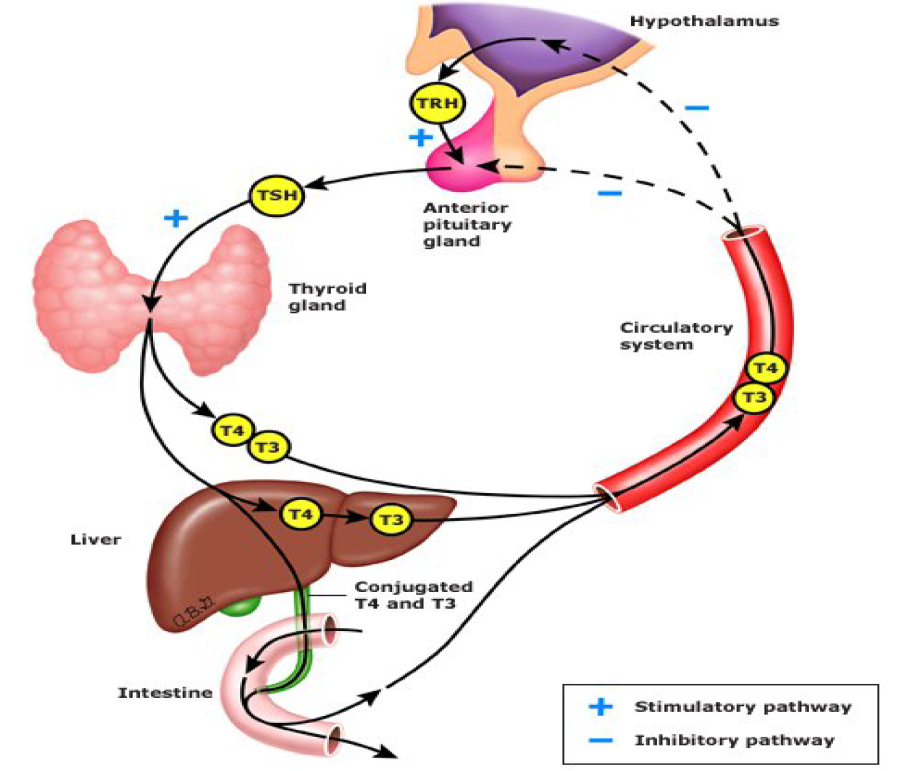 Hypothalamus
TRH
+
−
TSH
−
+
Anterior
pituitary
gland
Thyroid
gland
Circulatory
system
T4
T3
T4
T3
T4
T3
Liver
Conjugated
T4 and T3
Intestine
+ Stimulatory pathway
− Inhibitory pathway